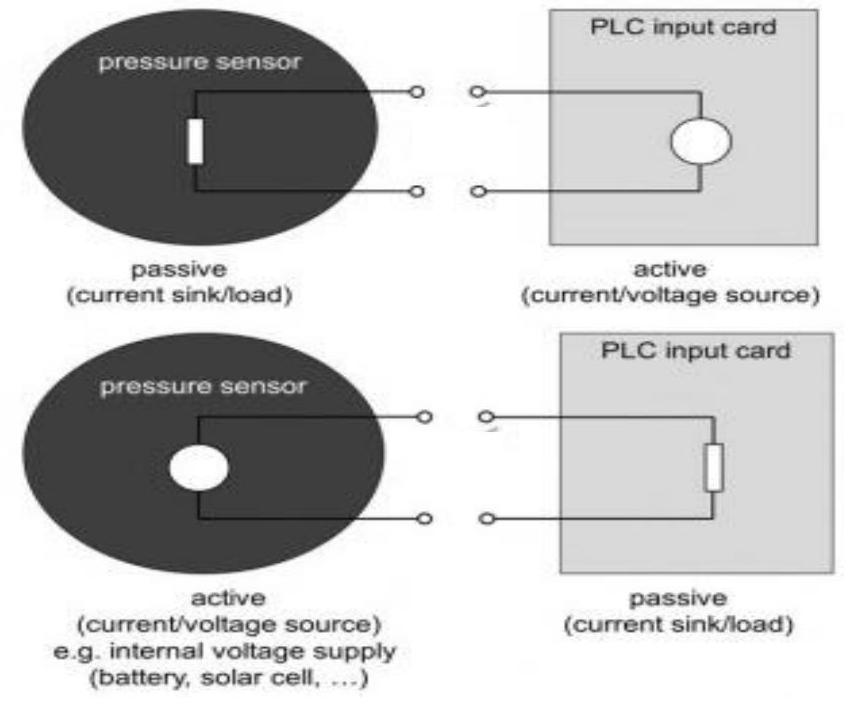 pressure sensor
PLC input card
passive
(current sink/load)
active
(current/voltage source)
pressure sensor
PLC input card
active
(current/voltage source)
e.g. internal voltage supply
(battery, solar cell, ...)
passive
(current sink/load)